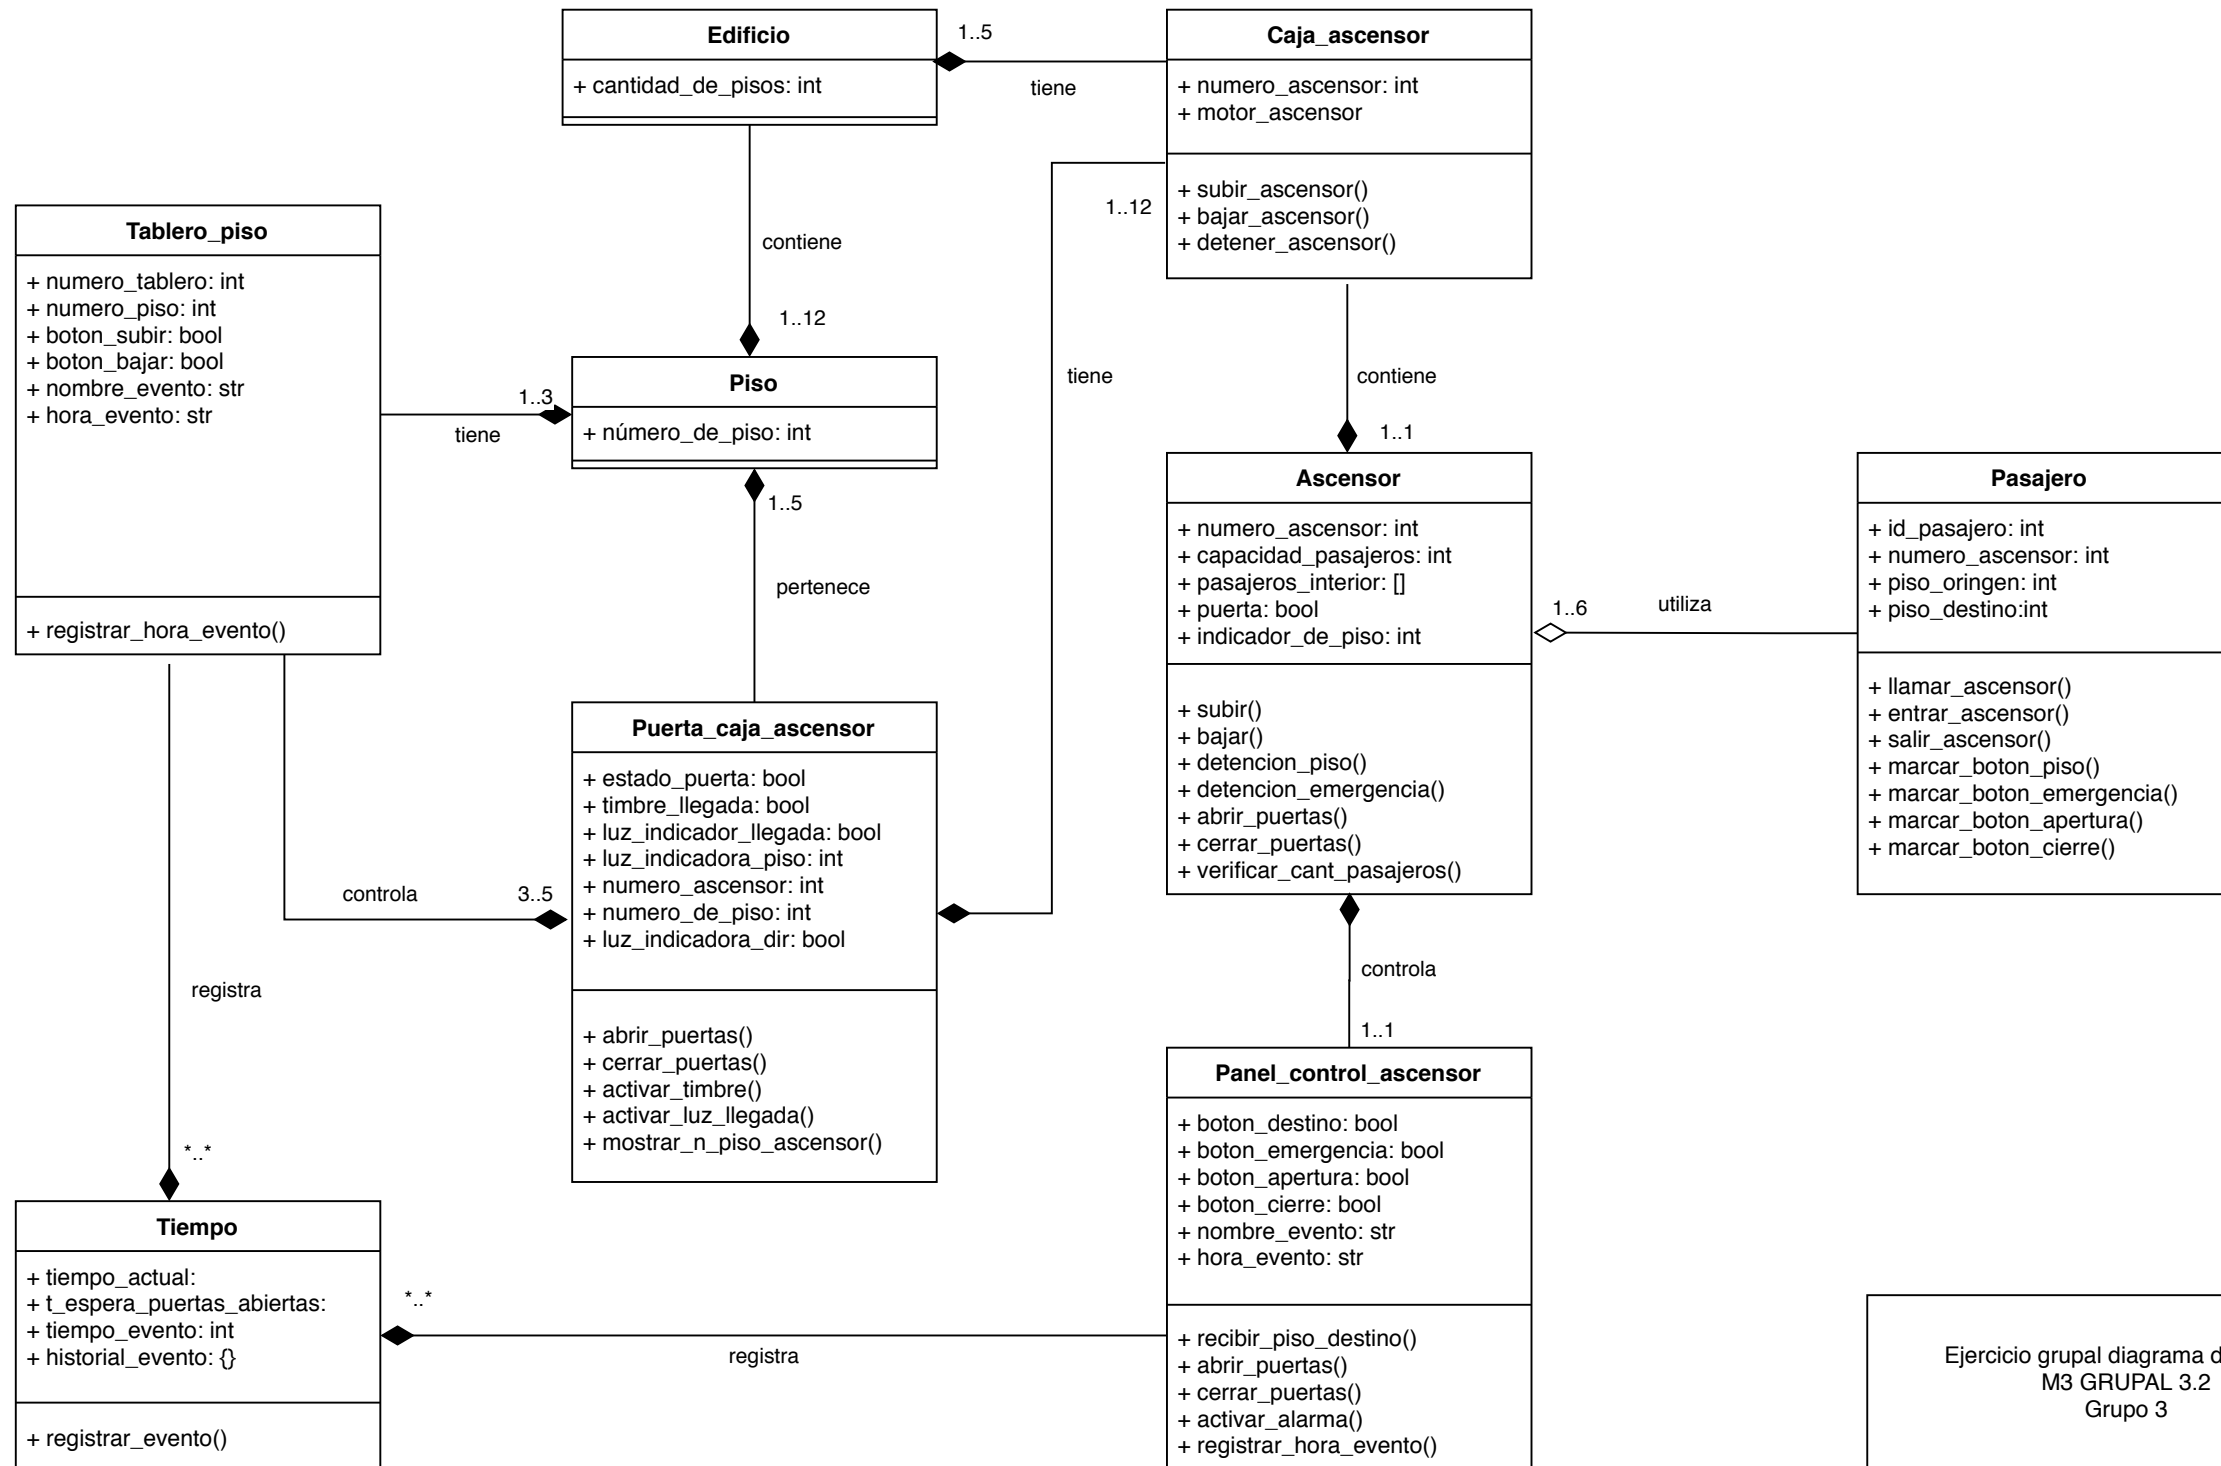 Edificio
+ cantidad_de_pisos: int
1..5
tiene
Caja_ascensor
+ numero_ascensor: int
+ motor_ascensor
+ subir_ascensor()
+ bajar_ascensor()
+ detener_ascensor()
contiene
1..12
1..12
tiene
Tablero_piso
+ numero_tablero: int
+ numero_piso: int
+ boton_subir: bool
+ boton_bajar: bool
+ nombre_evento: str
+ hora_evento: str
+ registrar_hora_evento()
1..3
tiene
Piso
+ número_de_piso: int
1..5
pertenece
contiene
1..1
Ascensor
+ numero_ascensor: int
+ capacidad_pasajeros: int
+ pasajeros_interior: []
+ puerta: bool
+ indicador_de_piso: int
+ subir()
+ bajar()
+ detencion_piso()
+ detencion_emergencia()
+ abrir_puertas()
+ cerrar_puertas()
+ verificar_cant_pasajeros()
1..6
utiliza
Pasajero
+ id_pasajero: int
+ numero_ascensor: int
+ piso_oringen: int
+ piso_destino:int
+ llamar_ascensor()
+ entrar_ascensor()
+ salir_ascensor()
+ marcar_boton_piso()
+ marcar_boton_emergencia()
+ marcar_boton_apertura()
+ marcar_boton_cierre()
controla
3..5
Puerta_caja_ascensor
+ estado_puerta: bool
+ timbre_llegada: bool
+ luz_indicador_llegada: bool
+ luz_indicadora_piso: int
+ numero_ascensor: int
+ numero_de_piso: int
+ luz_indicadora_dir: bool
+ abrir_puertas()
+ cerrar_puertas()
+ activar_timbre()
+ activar_luz_llegada()
+ mostrar_n_piso_ascensor()
registra
*..*
controla
1..1
Panel_control_ascensor
+ boton_destino: bool
+ boton_emergencia: bool
+ boton_apertura: bool
+ boton_cierre: bool
+ nombre_evento: str
+ hora_evento: str
+ recibir_piso_destino()
+ abrir_puertas()
+ cerrar_puertas()
+ activar_alarma()
+ registrar_hora_evento()
Tiempo
+ tiempo_actual:
+ t_espera_puertas_abiertas:
+ tiempo_evento: int
+ historial_evento: {}
+ registrar_evento()
*..*
registra
Ejercicio grupal diagrama d
M3 GRUPAL 3.2
Grupo 3